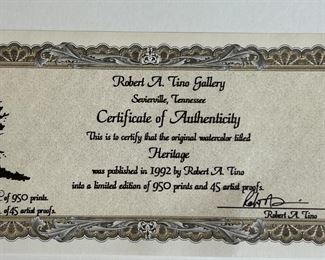 Robert A. Tino Gallery
Sevierville, Tennessee
Certificate of Authenticity
This is to certify that the original watercolor titled
Heritage
was published in 1992 by Robert A. Tino
into a limited edition of 950 prints and 45 artist proofs.
of 950 prints.
of 45 artist proofs.
Robert A. Tino